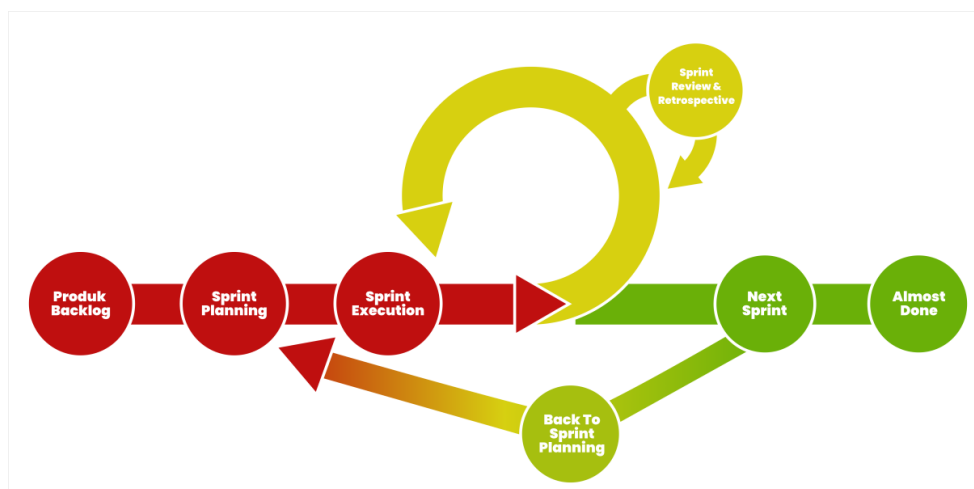 Sprint
Review &
Retrospective
Produk
Backlog
Sprint
Planning
Sprint
Execution
Next
Sprint
Almost
Done
Back To
Sprint
Planning